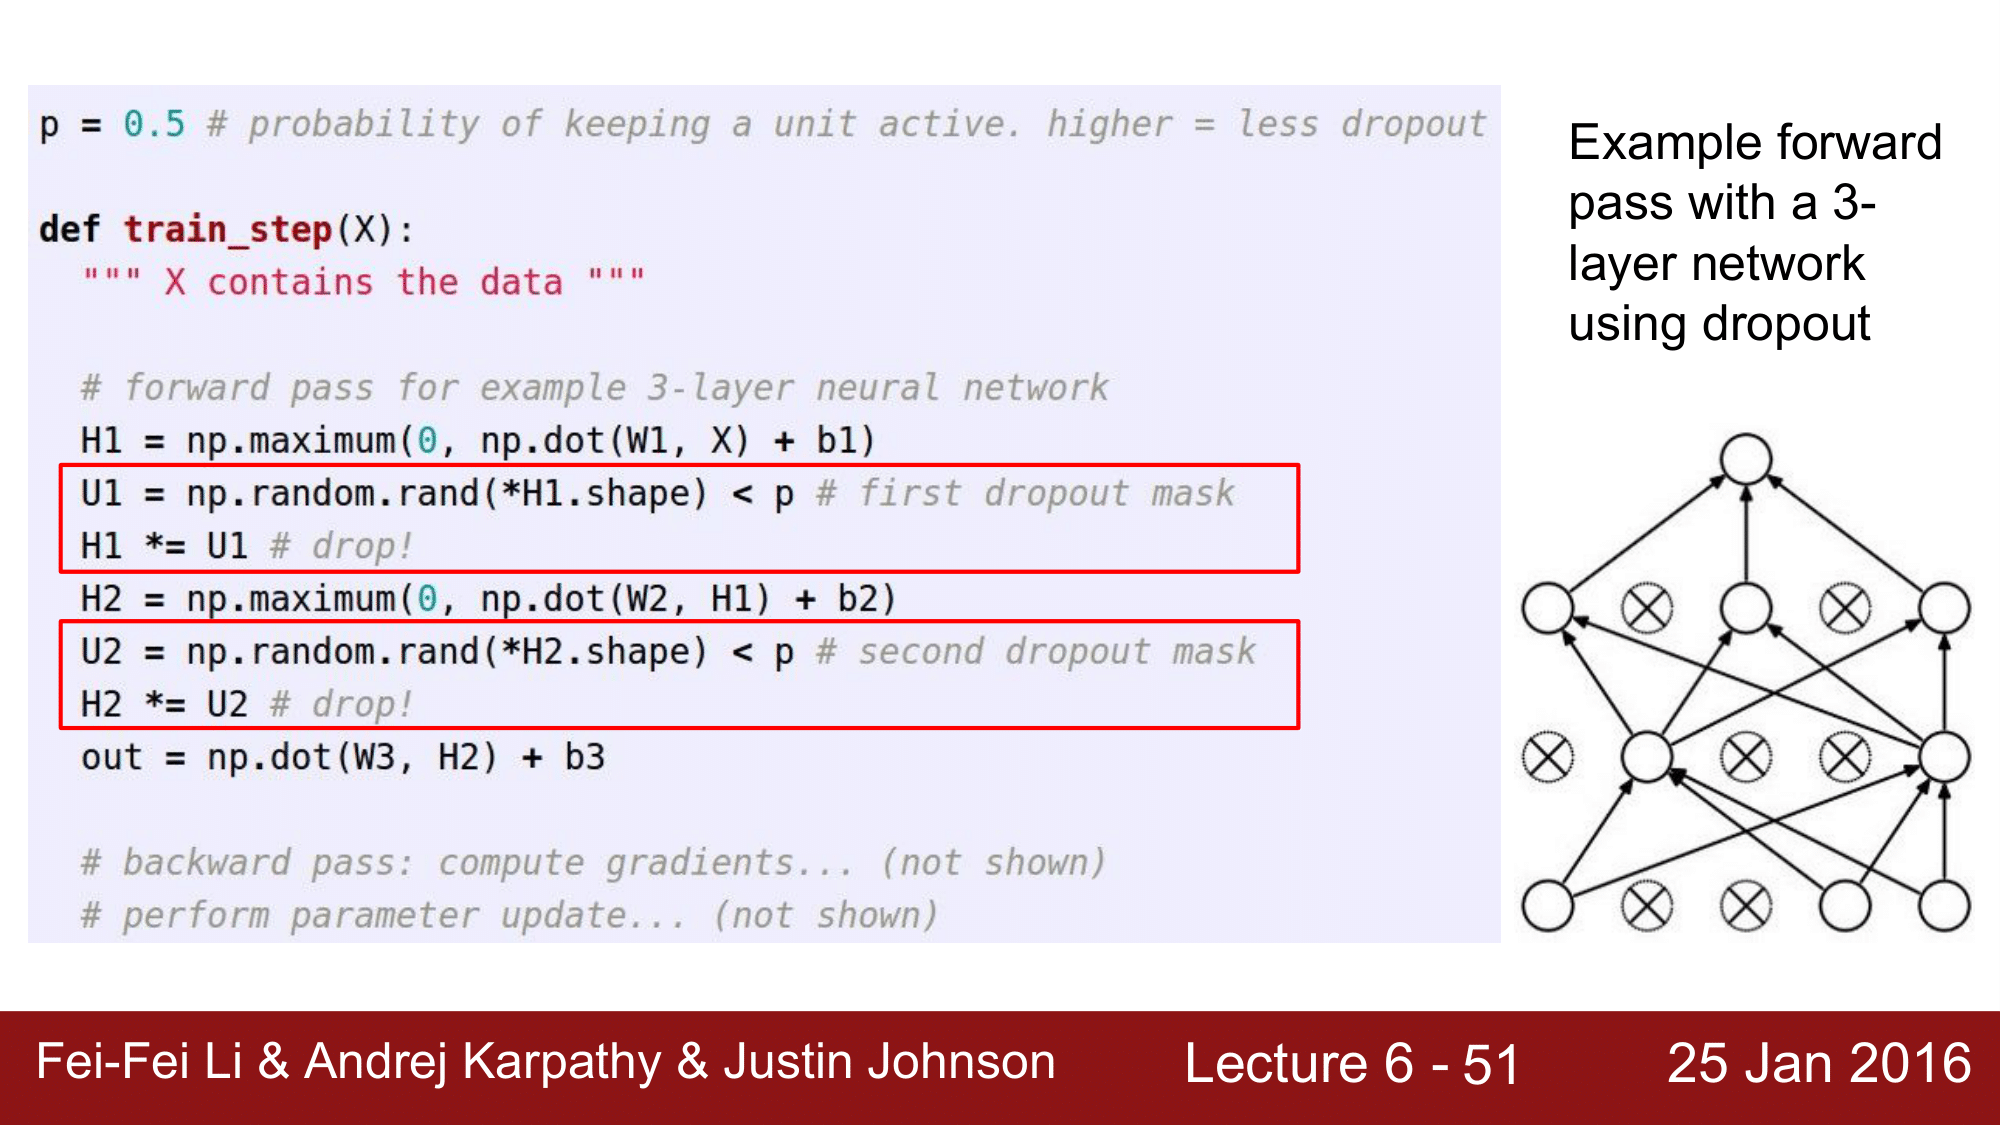 p = 0.5 # probability of keeping a unit active. higher = less dropout
def train_step(X):
""" X contains the data """
# forward pass for example 3-layer neural network
H1 = np.maximum(0, np.dot(W1, X) + b1)
U1 = np.random.rand(*H1.shape) < p # first dropout mask
H1 *= U1 # drop!
H2 = np.maximum(0, np.dot(W2, H1) + b2)
U2 = np.random.rand(*H2.shape) < p # second dropout mask
H2 *= U2 # drop!
out = np.dot(W3, H2) + b3
# backward pass: compute gradients... (not shown)
# perform parameter update... (not shown)
Example forward
pass with a 3-
layer network
using dropout
Fei-Fei Li & Andrej Karpathy & Justin Johnson
Lecture 6 - 51
25 Jan 2016